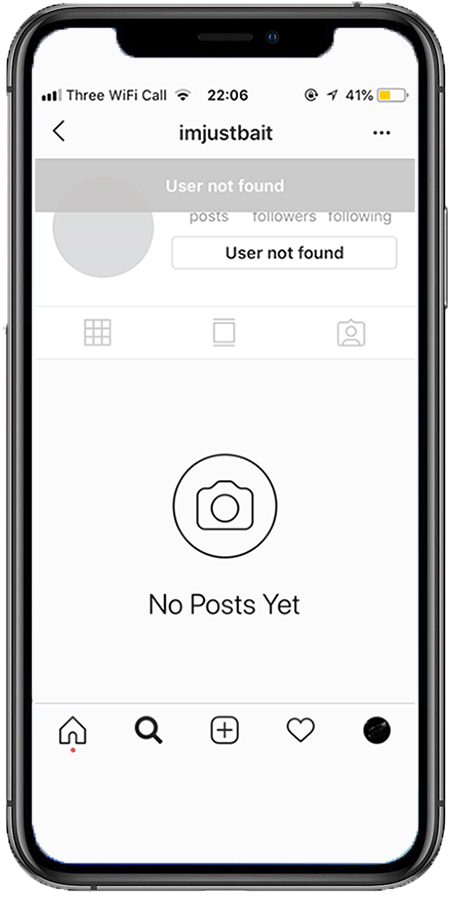 Three WiFi Call 22:06 41%
imjustbait
User not found
posts followers following
User not found
No Posts Yet